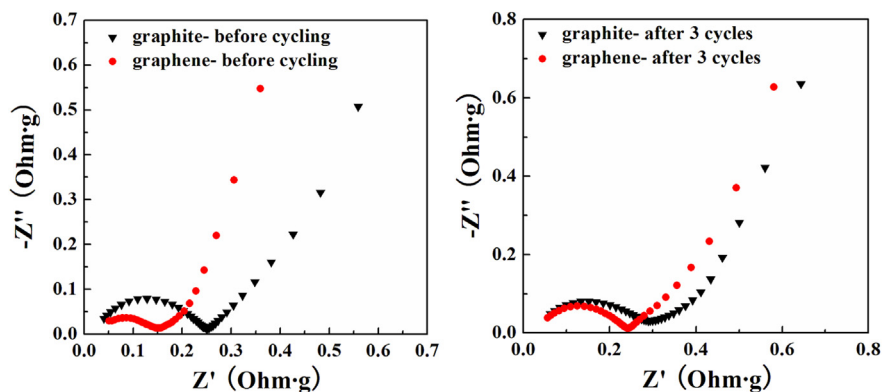 graphite- before cycling
graphene- before cycling
-Z'' (Ohm·g)
0.7
0.6
0.5
0.4
0.3
0.2
0.1
0.0
0.0 0.1 0.2 0.3 0.4 0.5 0.6 0.7
Z' (Ohm·g)
graphite- after 3 cycles
graphene- after 3 cycles
-Z'' (Ohm·g)
0.8
0.6
0.4
0.2
0.0
0.0 0.2 0.4 0.6 0.8
Z' (Ohm·g)